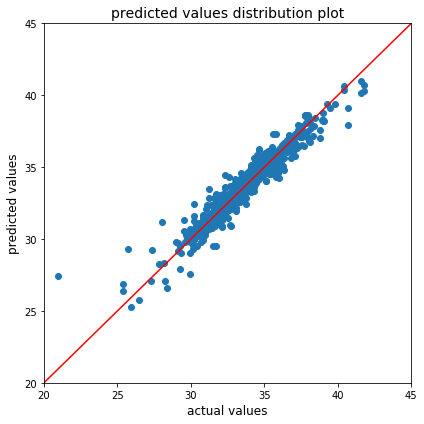 predicted values distribution plot
45
40
35
30
25
20
predicted values
20 25 30 35 40 45
actual values